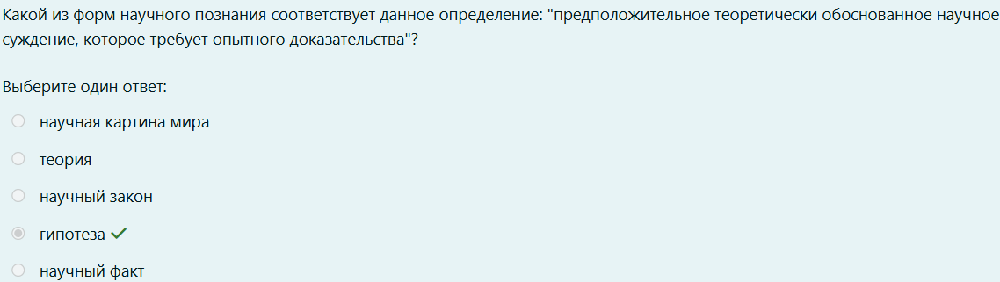 Какой из форм научного познания соответствует данное определение: "предположительное теоретически обоснованное научное
суждение, которое требует опытного доказательства"?
Выберите один ответ:
научная картина мира
теория
научный закон
гипотеза
научный факт